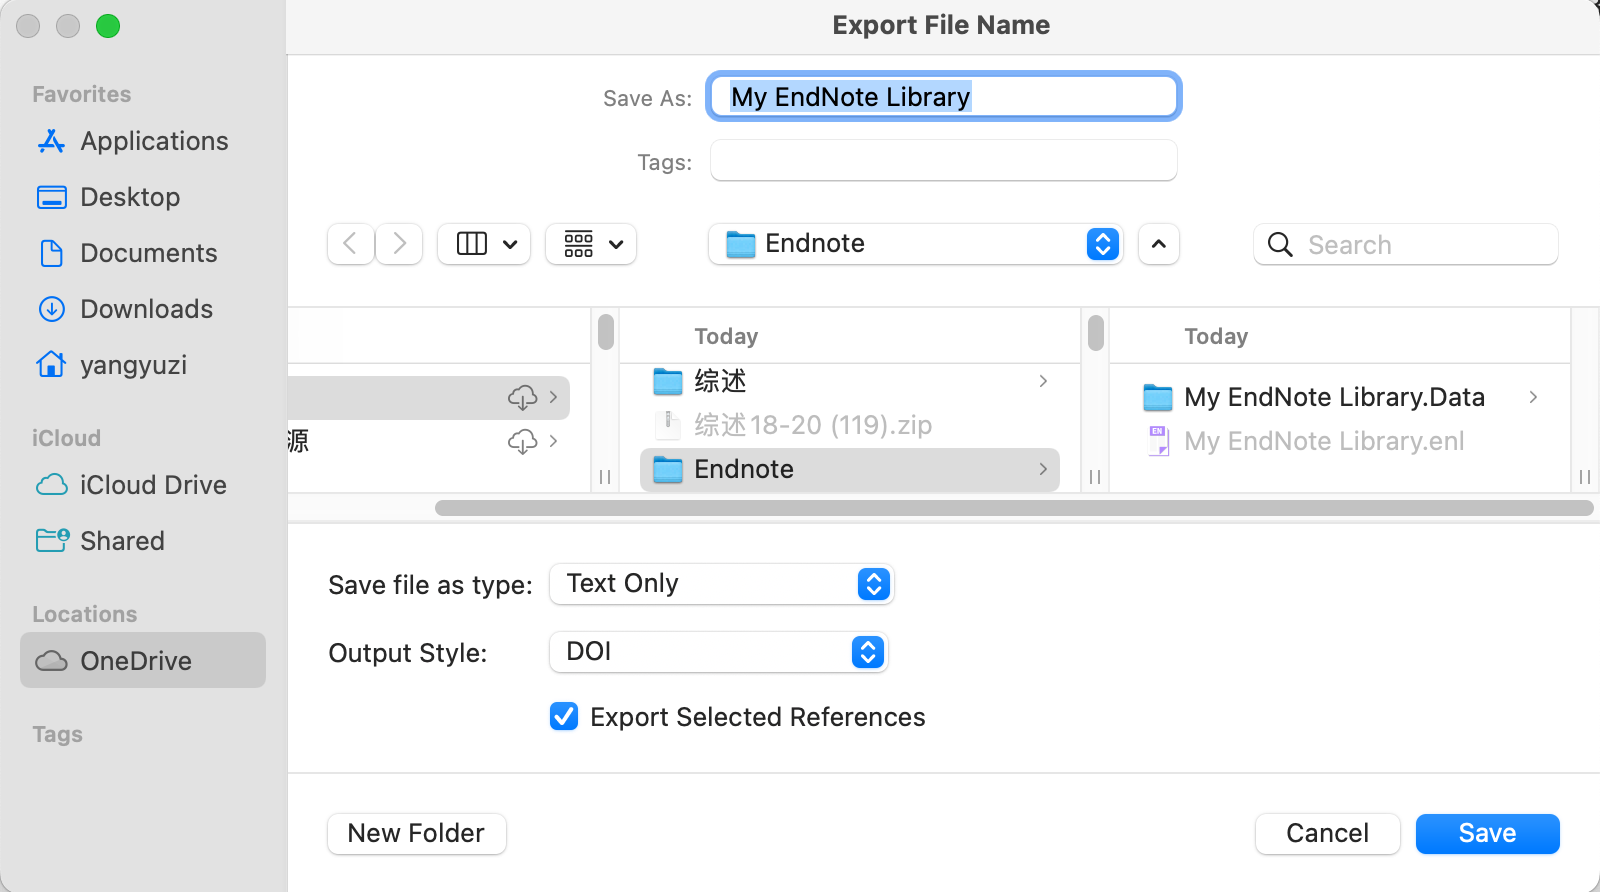 Export File Name
Favorites
Applications
Desktop
Documents
Downloads
yangyuzi
iCloud
iCloud Drive
Shared
Locations
OneDrive
Tags
Save As: My EndNote Library
Tags:
Endnote
Search
源
Today
综述
综述18-20 (119).zip
Endnote
Today
My EndNote Library.Data
EN
My EndNote Library.enl
Save file as type: Text Only
Output Style: DOI
Export Selected References
New Folder
Cancel
Save